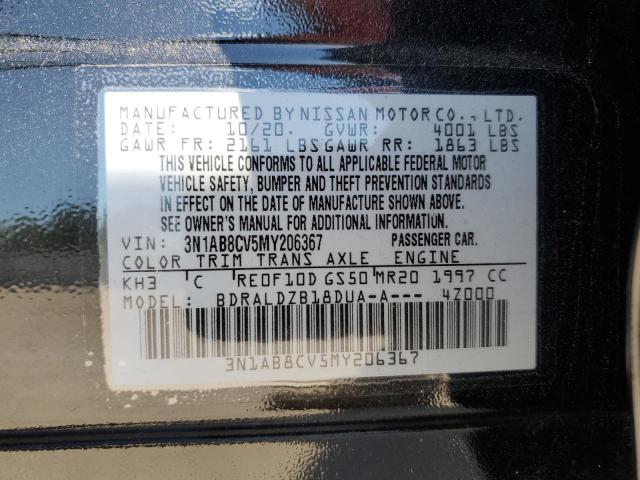 MANUFACTURED BY NISSAN MOTOR CO., LTD.
DATE: 10/20. GVWR: 4001 LBS
GAWR FR: 2161 LBS GAWR RR: 1863 LBS
THIS VEHICLE CONFORMS TO ALL APPLICABLE FEDERAL MOTOR
VEHICLE SAFETY, BUMPER AND THEFT PREVENTION STANDARDS
IN EFFECT ON THE DATE OF MANUFACTURE SHOWN ABOVE.
SEE OWNER'S MANUAL FOR ADDITIONAL INFORMATION.
VIN: 3N1AB8CV5MY206367 PASSENGER CAR.
COLOR TRIM TRANS AXLE ENGINE
KH3 C RE0F10D GS50 MR20 1997 CC
MODEL: BDRALDZB18DUA-A--- 4Z000
3N1AB8CV5MY206367